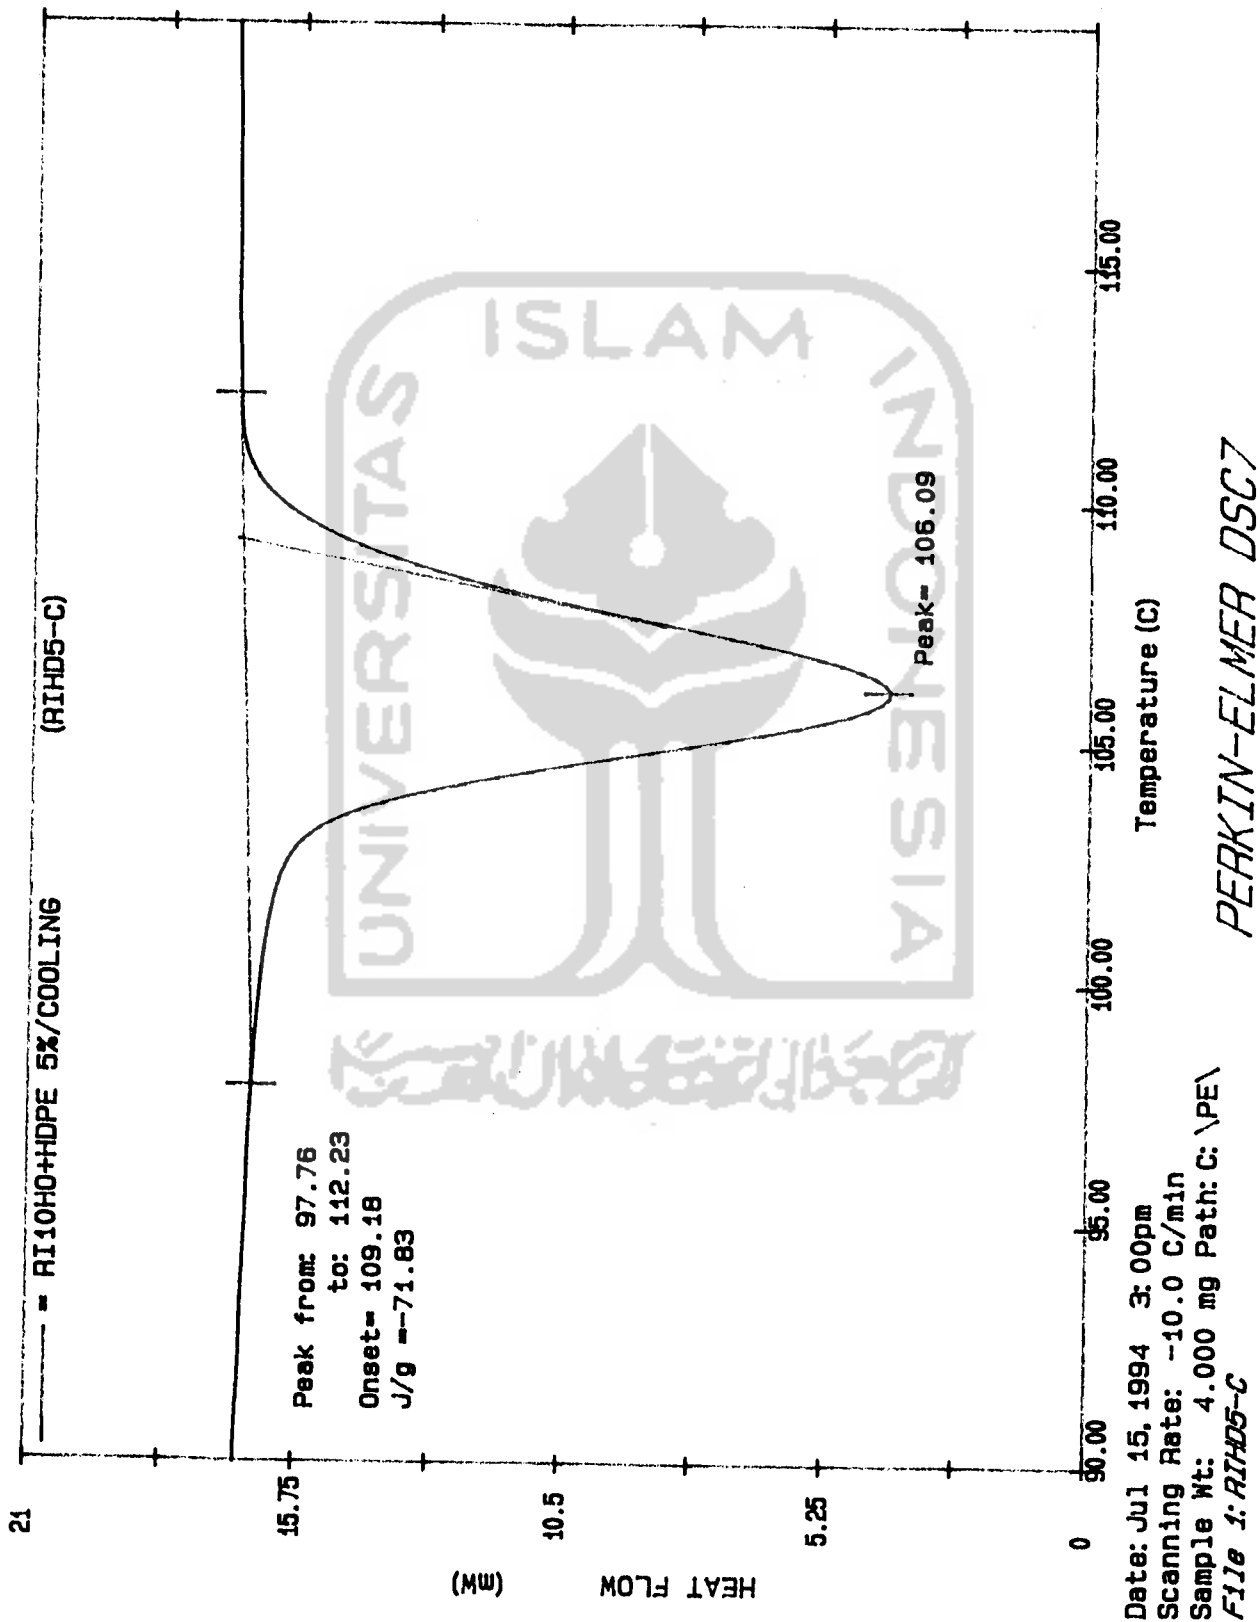 —— = RI10HO+HDPE 5%/COOLING (RIHD5-C)
21
15.75
10.5
5.25
0
HEAT FLOW (mW)
Peak from: 97.76
to: 112.23
Onset= 109.18
J/g =-71.83
Peak= 106.09
90.00 95.00 100.00 105.00 110.00 115.00
Temperature (C)
Date: Jul 15, 1994 3:00pm
Scanning Rate: -10.0 C/min
Sample Wt: 4.000 mg Path: C:\PE\
File 1: RIHD5-C
PERKIN-ELMER DSC7
UNIVERSITAS
ISLAM
INDONESIA